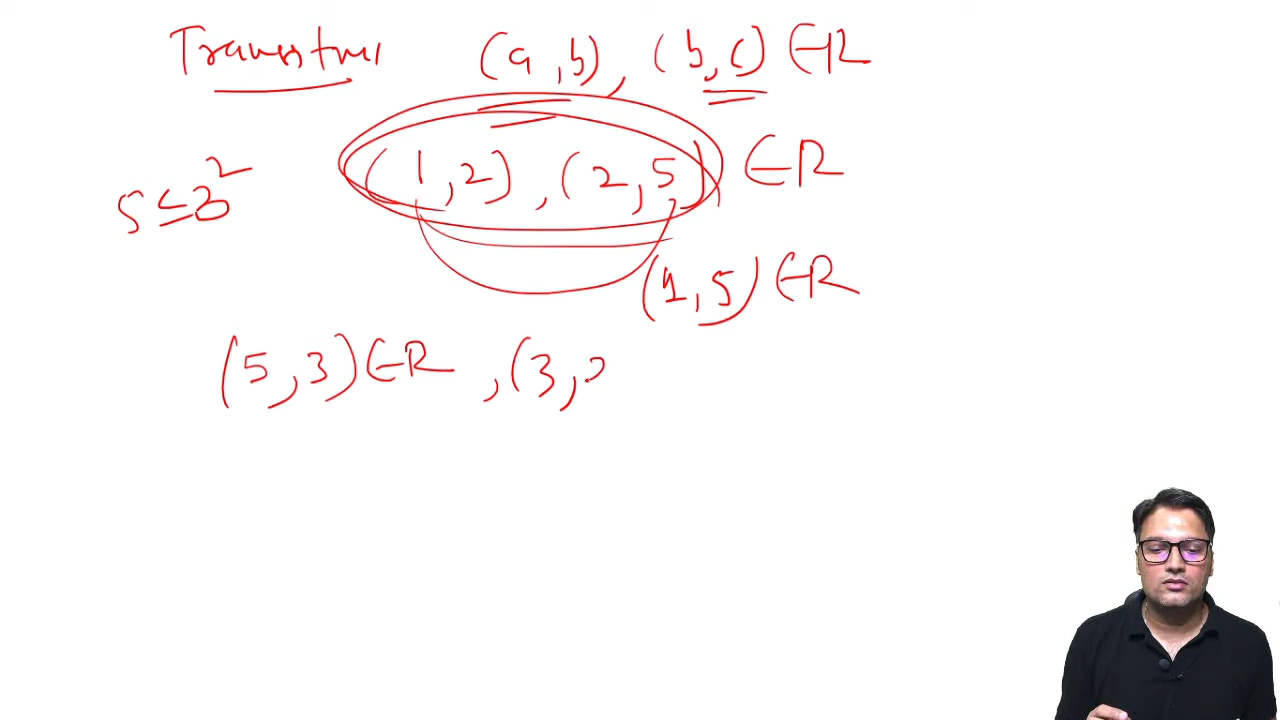 Transitive (a,b), (b,c) ∈ R
(1,2), (2,5) ∈ R
5 ≤ 3²
(1,5) ∈ R
(5,3) ∈ R , (3,